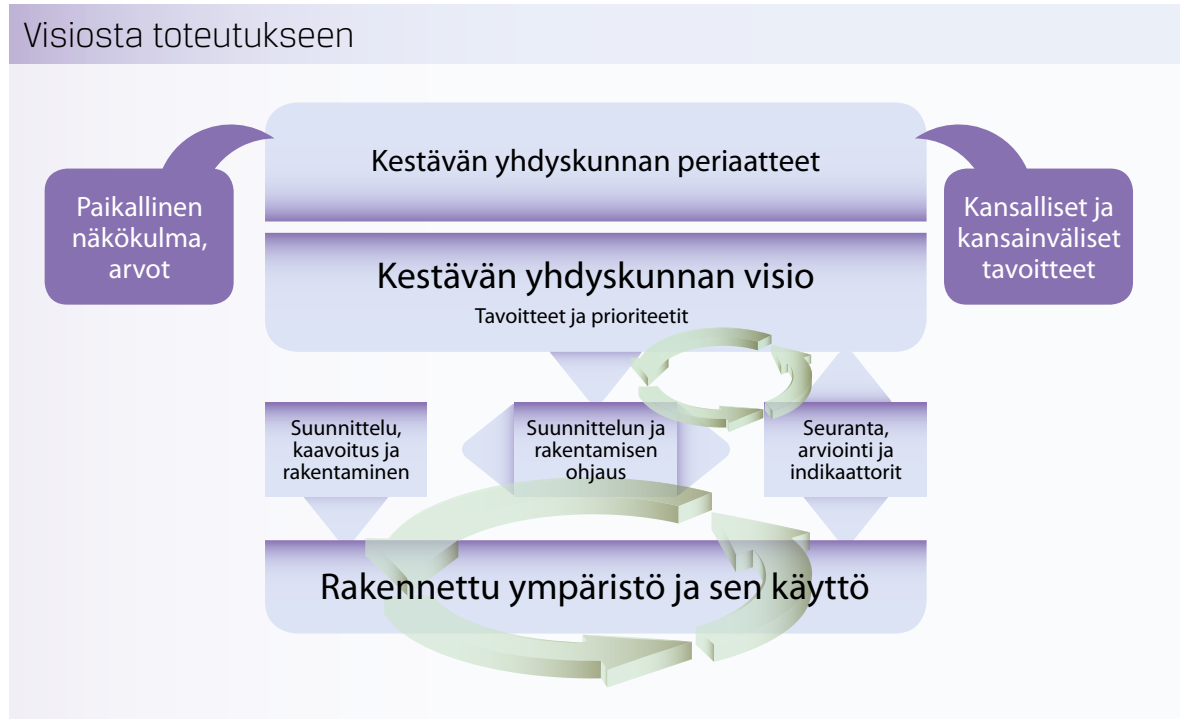 Visiosta toteutukseen
Kestävän yhdyskunnan periaatteet
Paikallinen
näkökulma,
arvot
Kansalliset ja
kansainväliset
tavoitteet
Kestävän yhdyskunnan visio
Tavoitteet ja prioriteetit
Suunnittelu,
kaavoitus ja
rakentaminen
Suunnittelun ja
rakentamisen
ohjaus
Seuranta,
arviointi ja
indikaattorit
Rakennettu ympäristö ja sen käyttö